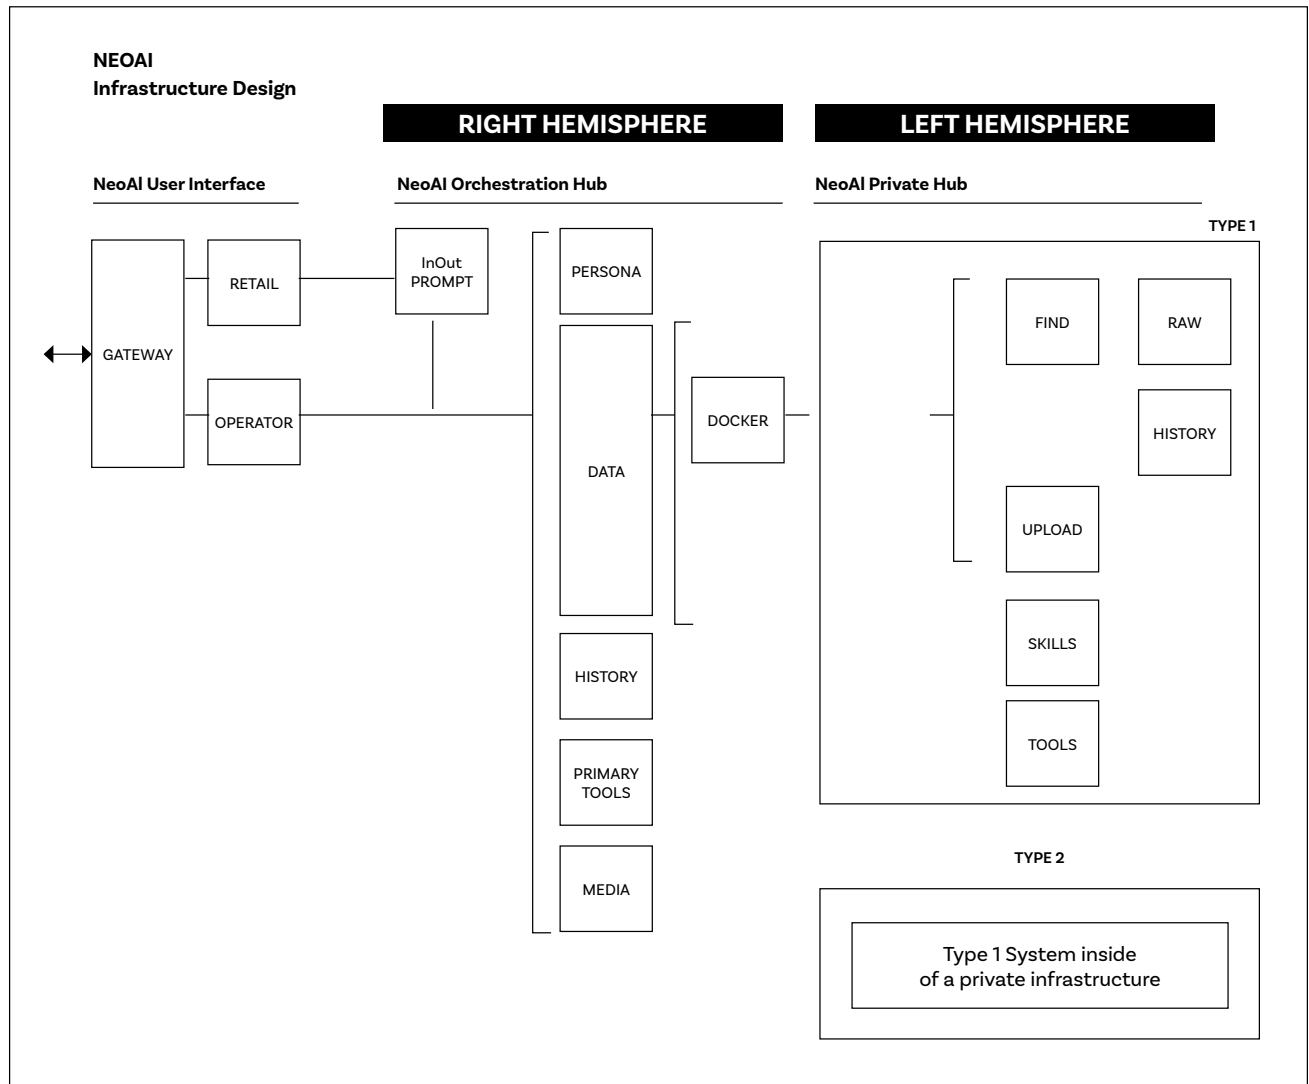 NEOAI
Infrastructure Design
RIGHT HEMISPHERE
LEFT HEMISPHERE
NeoAI User Interface
NeoAI Orchestration Hub
NeoAI Private Hub
TYPE 1
GATEWAY
RETAIL
OPERATOR
InOut
PROMPT
PERSONA
DATA
HISTORY
PRIMARY
TOOLS
MEDIA
DOCKER
FIND
RAW
HISTORY
UPLOAD
SKILLS
TOOLS
TYPE 2
Type 1 System inside
of a private infrastructure